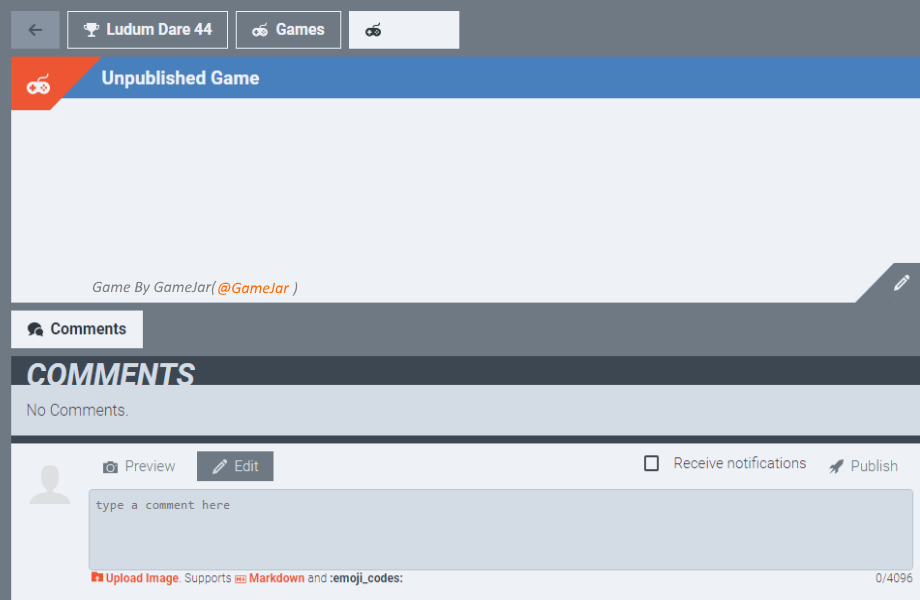 Ludum Dare 44 Games
Unpublished Game
Game By GameJar(@GameJar )
Comments
COMMENTS
No Comments.
Preview Edit Receive notifications Publish
type a comment here
Upload Image. Supports Markdown and :emoji_codes: 0/4096